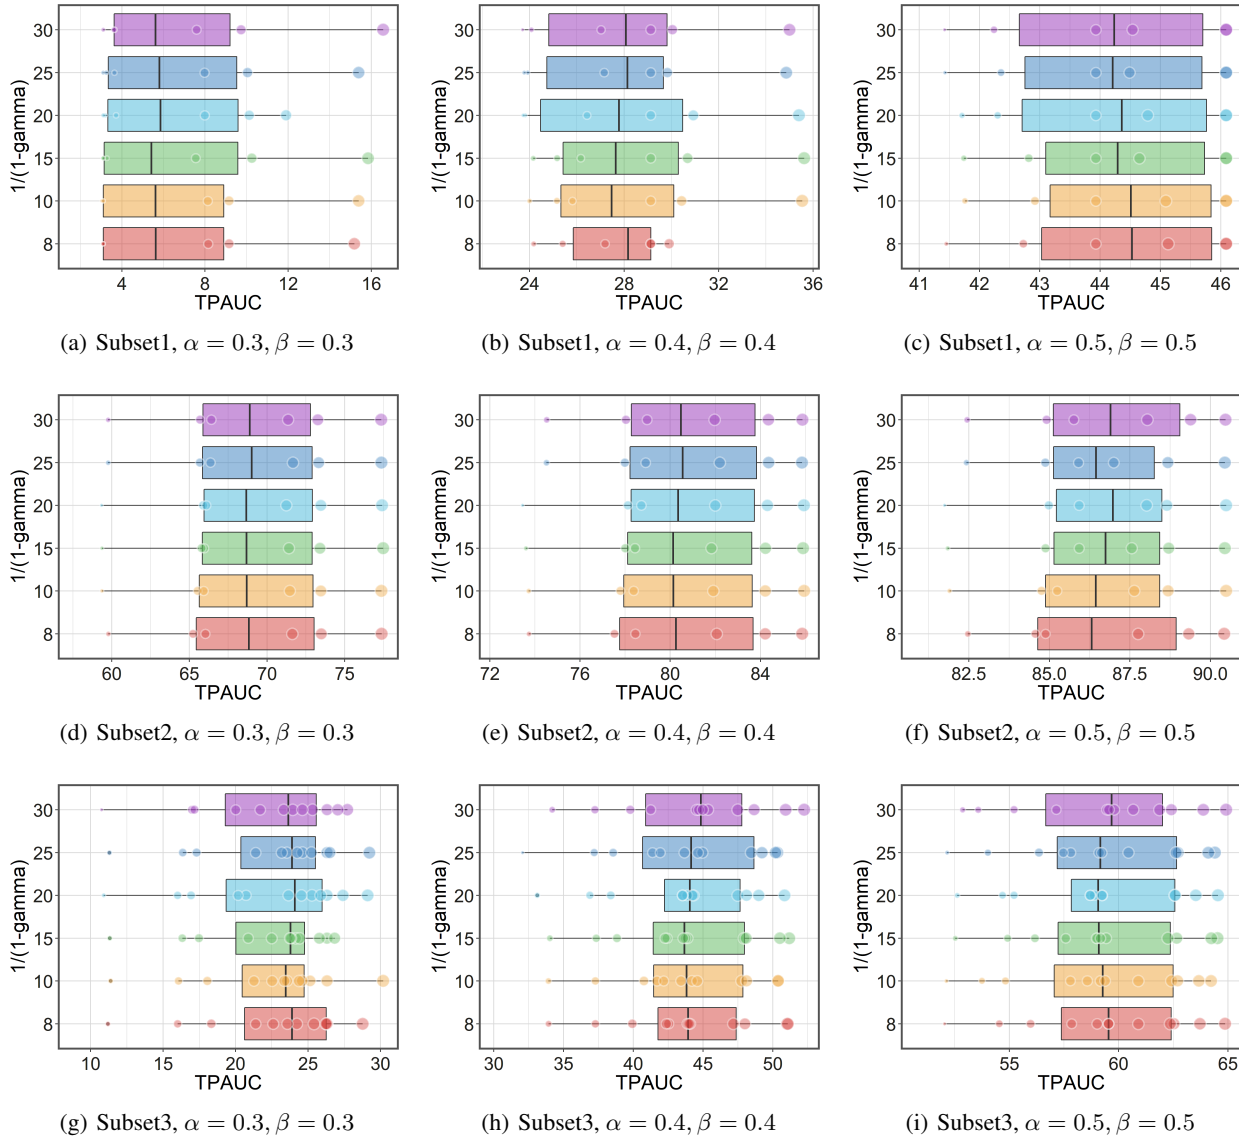 30
25
20
15
10
8
1/(1-gamma)
4 8 12 16
TPAUC
(a) Subset1, α = 0.3, β = 0.3
30
25
20
15
10
8
1/(1-gamma)
24 28 32 36
TPAUC
(b) Subset1, α = 0.4, β = 0.4
30
25
20
15
10
8
1/(1-gamma)
41 42 43 44 45 46
TPAUC
(c) Subset1, α = 0.5, β = 0.5
30
25
20
15
10
8
1/(1-gamma)
60 65 70 75
TPAUC
(d) Subset2, α = 0.3, β = 0.3
30
25
20
15
10
8
1/(1-gamma)
72 76 80 84
TPAUC
(e) Subset2, α = 0.4, β = 0.4
30
25
20
15
10
8
1/(1-gamma)
82.5 85.0 87.5 90.0
TPAUC
(f) Subset2, α = 0.5, β = 0.5
30
25
20
15
10
8
1/(1-gamma)
10 20 30
TPAUC
(g) Subset3, α = 0.3, β = 0.3
30
25
20
15
10
8
1/(1-gamma)
30 35 40 45 50
TPAUC
(h) Subset3, α = 0.4, β = 0.4
30
25
20
15
10
8
1/(1-gamma)
55 60 65
TPAUC
(i) Subset3, α = 0.5, β = 0.5